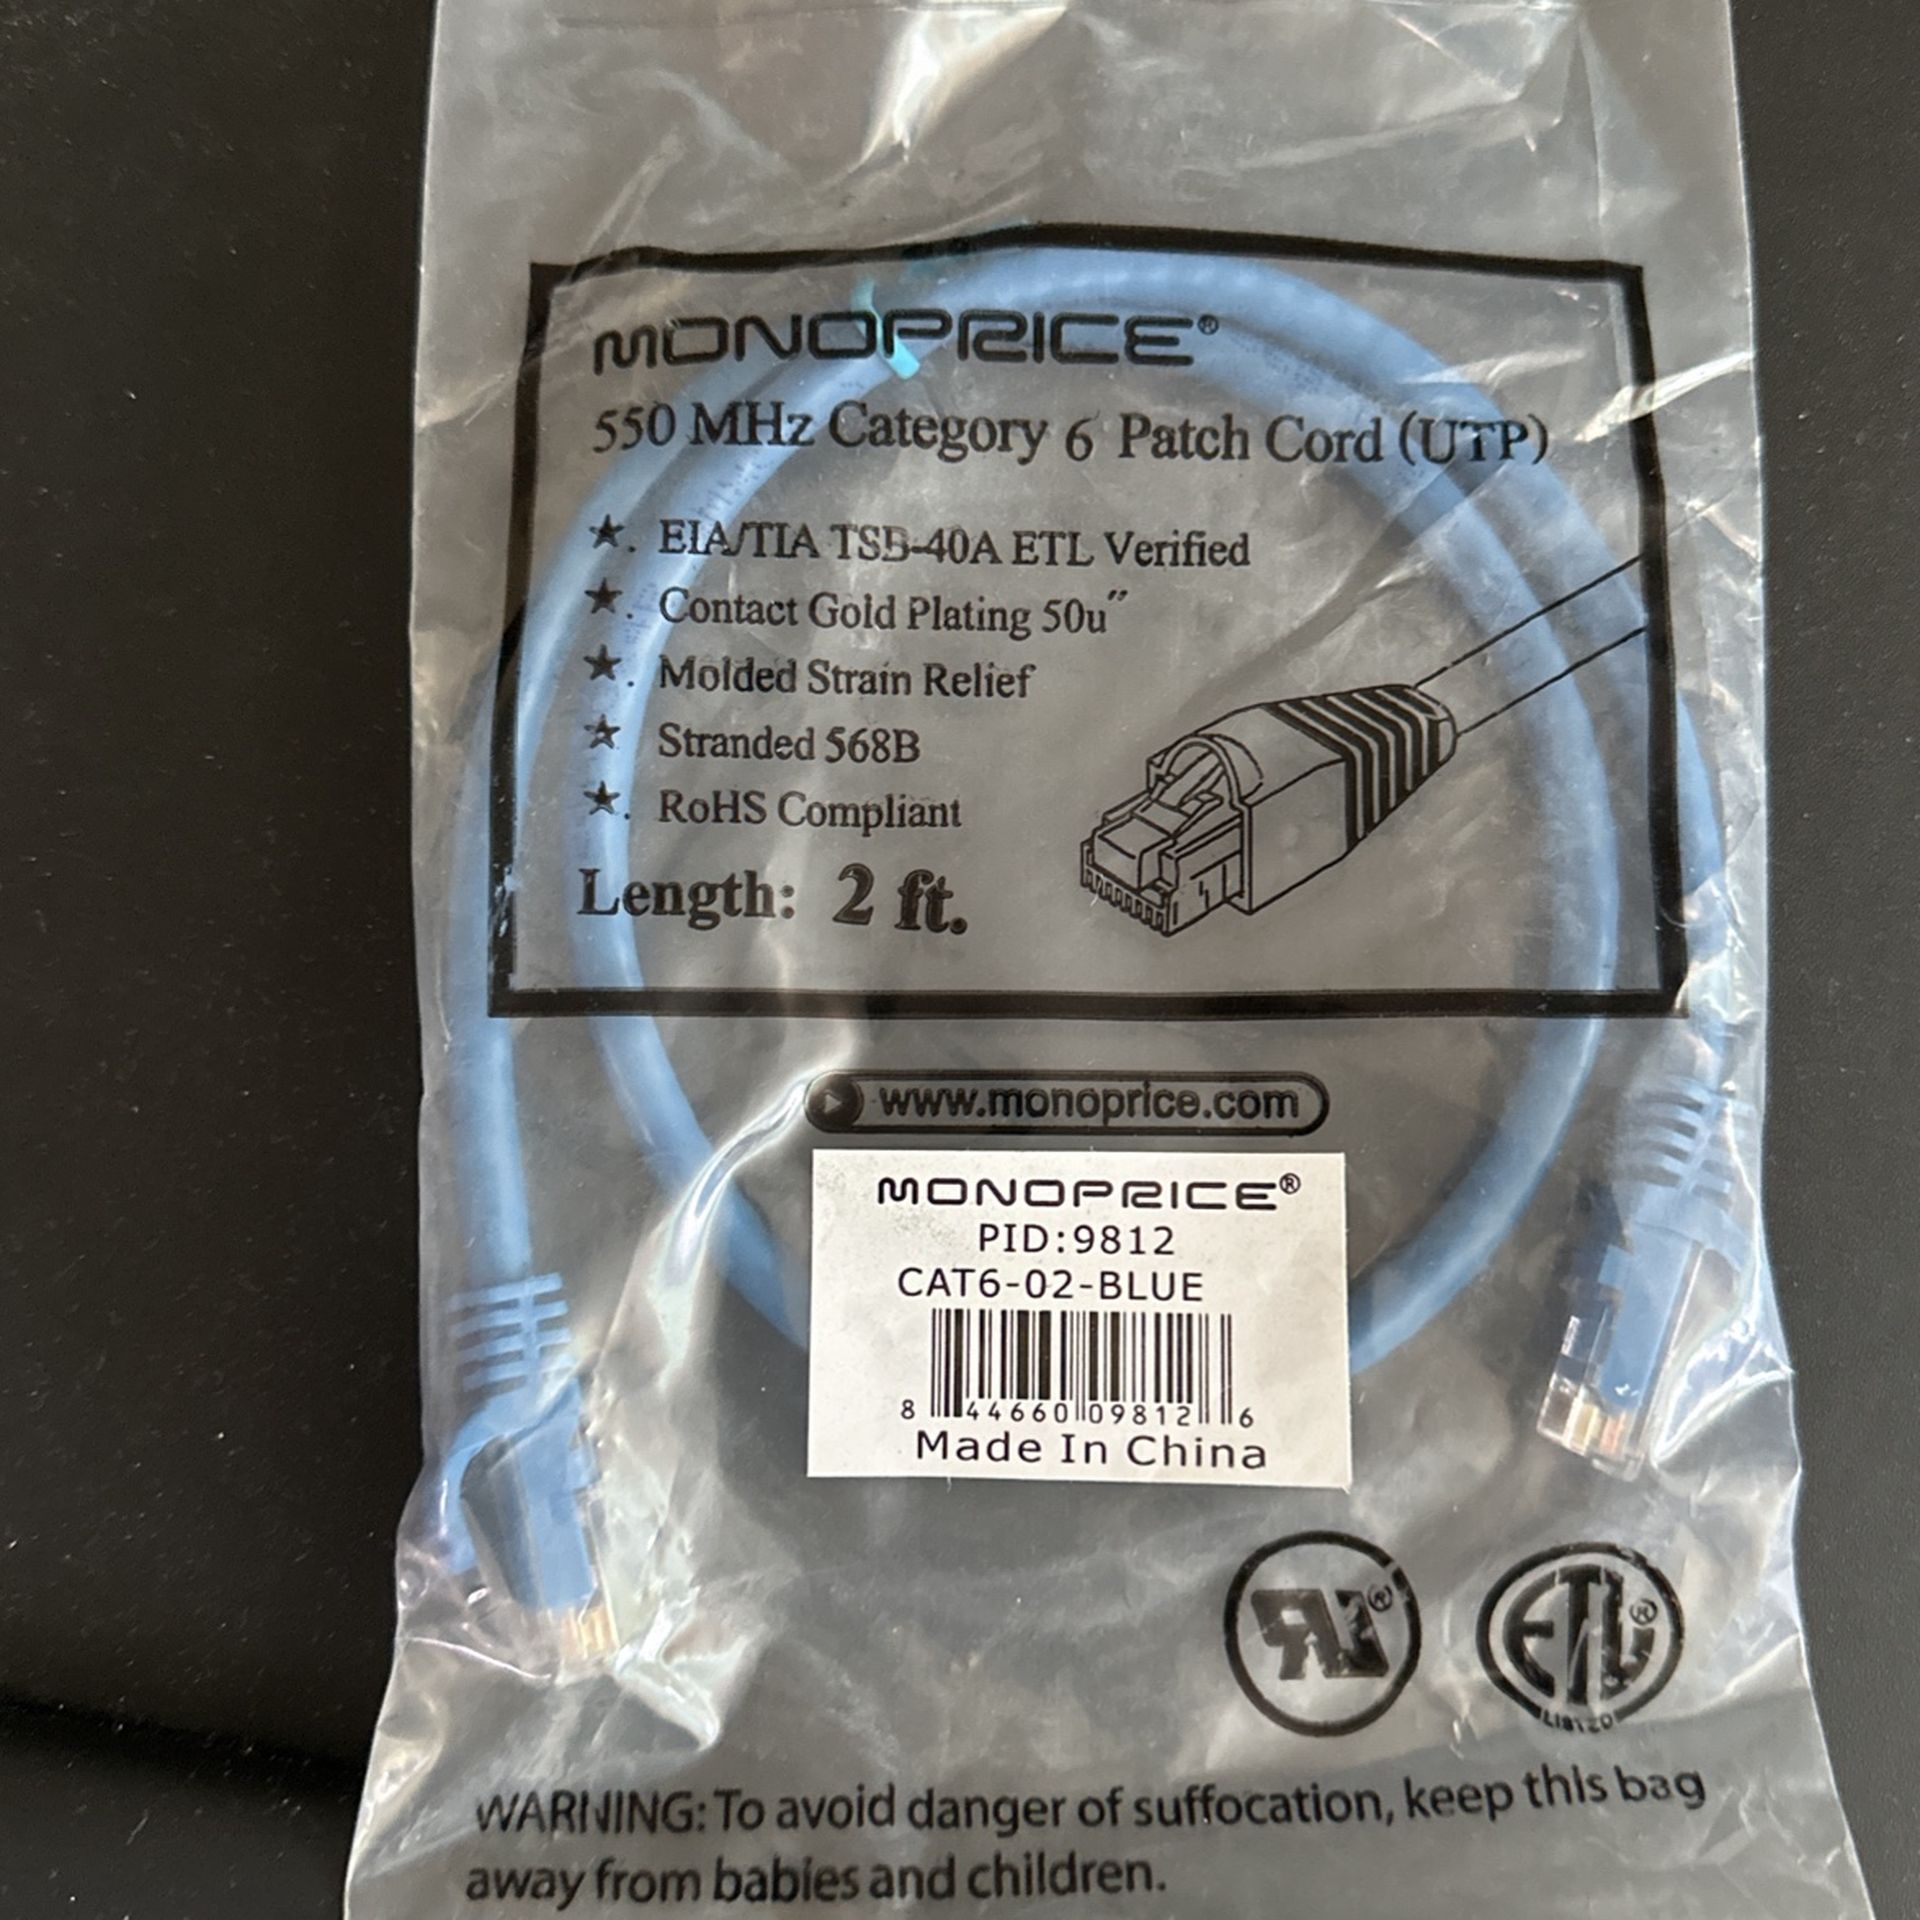 MONOPRICE®
550 MHz Category 6 Patch Cord (UTP)
★. EIA/TIA TSB-40A ETL Verified
★. Contact Gold Plating 50u"
★. Molded Strain Relief
★. Stranded 568B
★. RoHS Compliant
Length: 2 ft.
www.monoprice.com
MONOPRICE®
PID:9812
CAT6-02-BLUE
8 44660 09812 6
Made In China
RU® ETL®
LISTED
WARNING: To avoid danger of suffocation, keep this bag
away from babies and children.